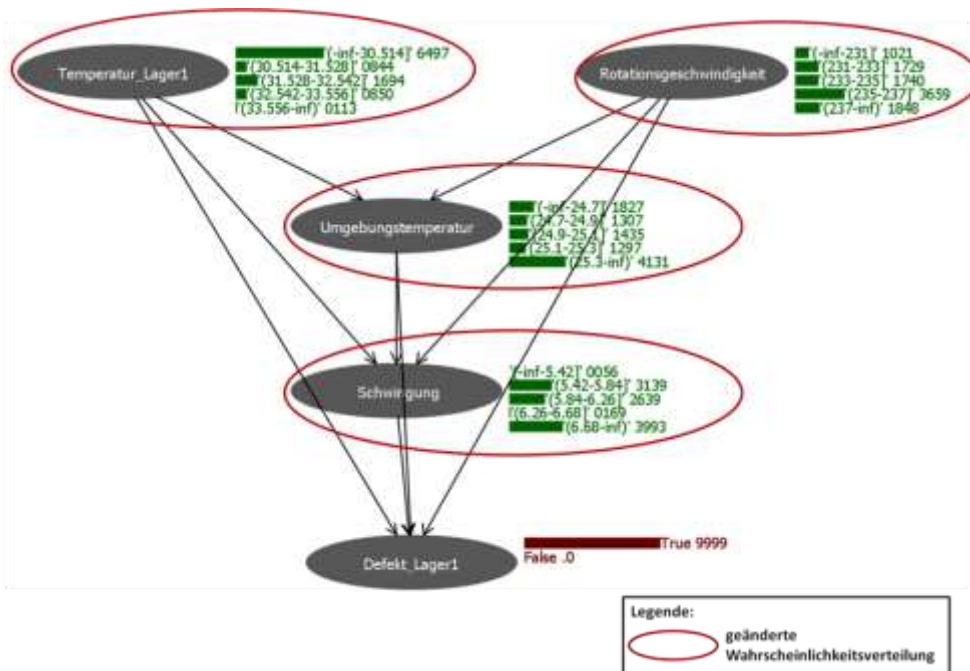 Temperatur_Lager1
'(-inf-30.514]' 6497
'(30.514-31.528]' 0844
'(31.528-32.542]' 1694
'(32.542-33.556]' 0850
'(33.556-inf)' 0113
Rotationsgeschwindigkeit
'(-inf-231]' 1021
'(231-233]' 1729
'(233-235]' 1740
'(235-237]' 3659
'(237-inf)' 1848
Umgebungstemperatur
'(-inf-24.7]' 1827
'(24.7-24.9]' 1307
'(24.9-25.1]' 1435
'(25.1-25.3]' 1297
'(25.3-inf)' 4131
Schwingung
'(-inf-5.42]' 0056
'(5.42-5.84]' 3139
'(5.84-6.26]' 2639
'(6.26-6.68]' 0169
'(6.68-inf)' 3993
Defekt_Lager1
True 9999
False .0
Legende:
geänderte
Wahrscheinlichkeitsverteilung